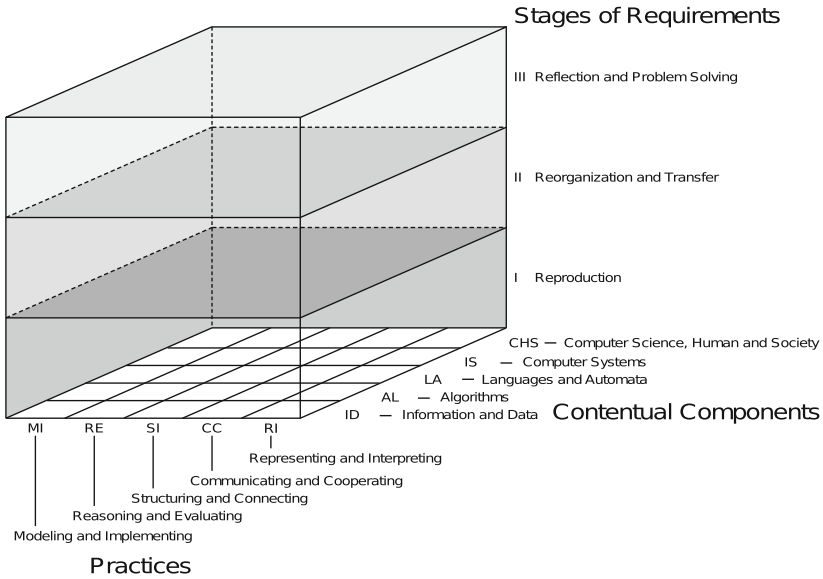 Stages of Requirements
III Reflection and Problem Solving
II Reorganization and Transfer
I Reproduction
CHS — Computer Science, Human and Society
IS — Computer Systems
LA — Languages and Automata
AL — Algorithms
ID — Information and Data
Contentual Components
MI RE SI CC RI
Representing and Interpreting
Communicating and Cooperating
Structuring and Connecting
Reasoning and Evaluating
Modeling and Implementing
Practices